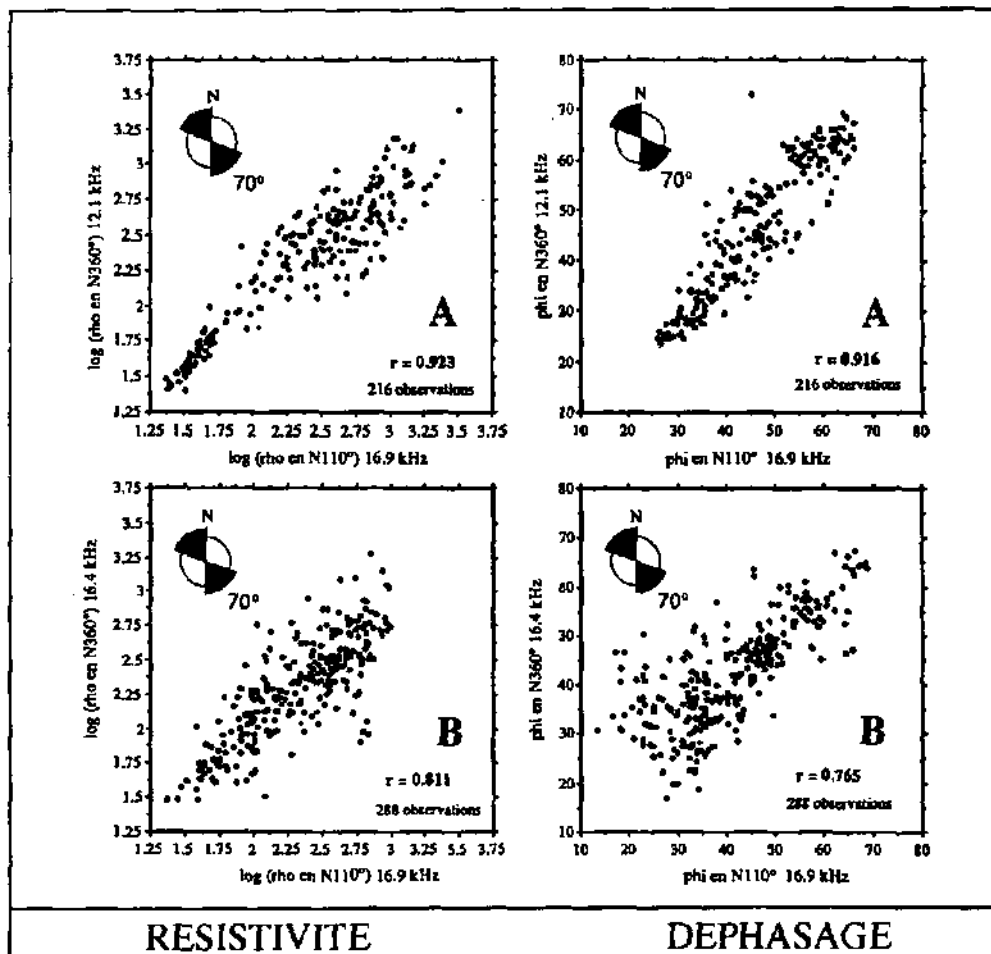 3.75
3.5
3.25
3
2.75
2.5
2.25
2
1.75
1.5
1.25
log (rho en N360°) 12.1 kHz
N
70°
A
r = 0.923
216 observations
1.25 1.5 1.75 2 2.25 2.5 2.75 3 3.25 3.5 3.75
log (rho en N110°) 16.9 kHz
80
70
60
50
40
30
20
10
phi en N360° 12.1 kHz
N
70°
A
r = 0.916
216 observations
10 20 30 40 50 60 70 80
phi en N110° 16.9 kHz
3.75
3.5
3.25
3
2.75
2.5
2.25
2
1.75
1.5
1.25
log (rho en N360°) 16.4 kHz
N
70°
B
r = 0.811
288 observations
1.25 1.5 1.75 2 2.25 2.5 2.75 3 3.25 3.5 3.75
log (rho en N110°) 16.9 kHz
80
70
60
50
40
30
20
10
phi en N360° 16.4 kHz
N
70°
B
r = 0.765
288 observations
10 20 30 40 50 60 70 80
phi en N110° 16.9 kHz
RESISTIVITE
DEPHASAGE